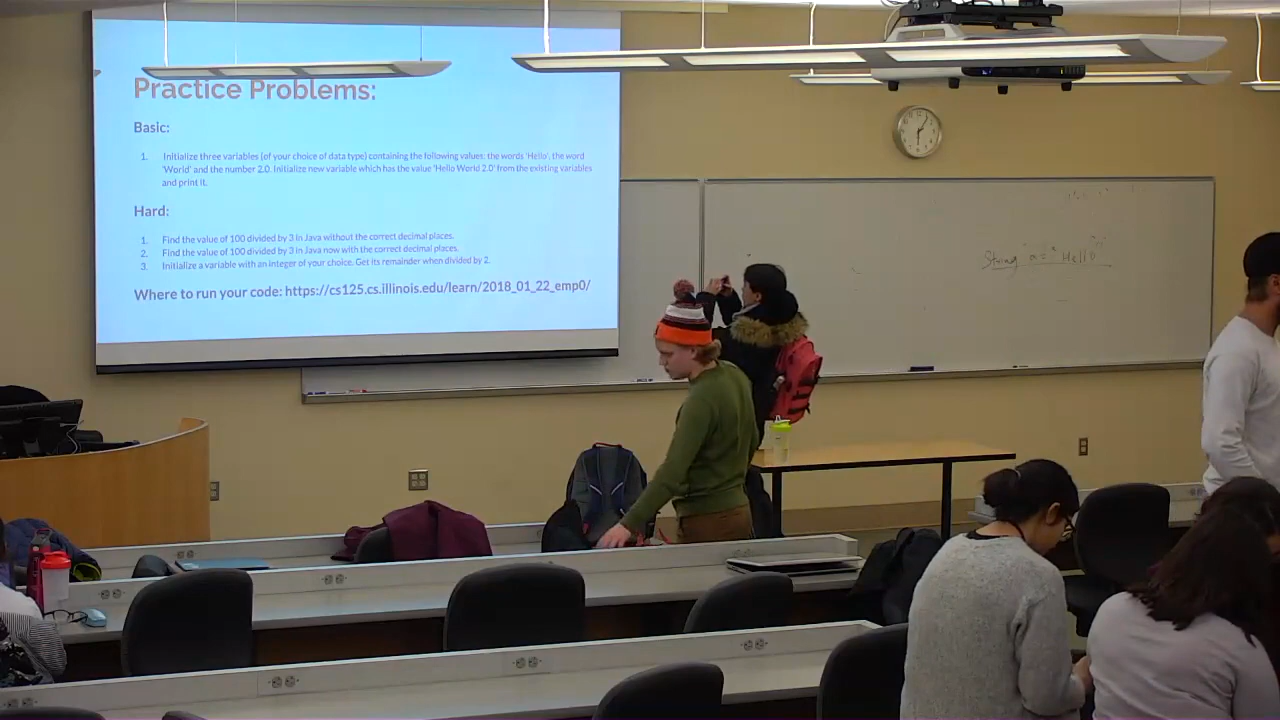 Practice Problems:
Basic:
1. Initialize three variables (of your choice of data type) containing the following values: the words 'Hello', the word
'World' and the number 2.0. Initialize new variable which has the value 'Hello World 2.0' from the existing variables
and print it.
Hard:
1. Find the value of 100 divided by 3 in Java without the correct decimal places.
2. Find the value of 100 divided by 3 in Java now with the correct decimal places.
3. Initialize a variable with an integer of your choice. Get its remainder when divided by 2.
Where to run your code: https://cs125.cs.illinois.edu/learn/2018_01_22_emp0/
String = "Hello"